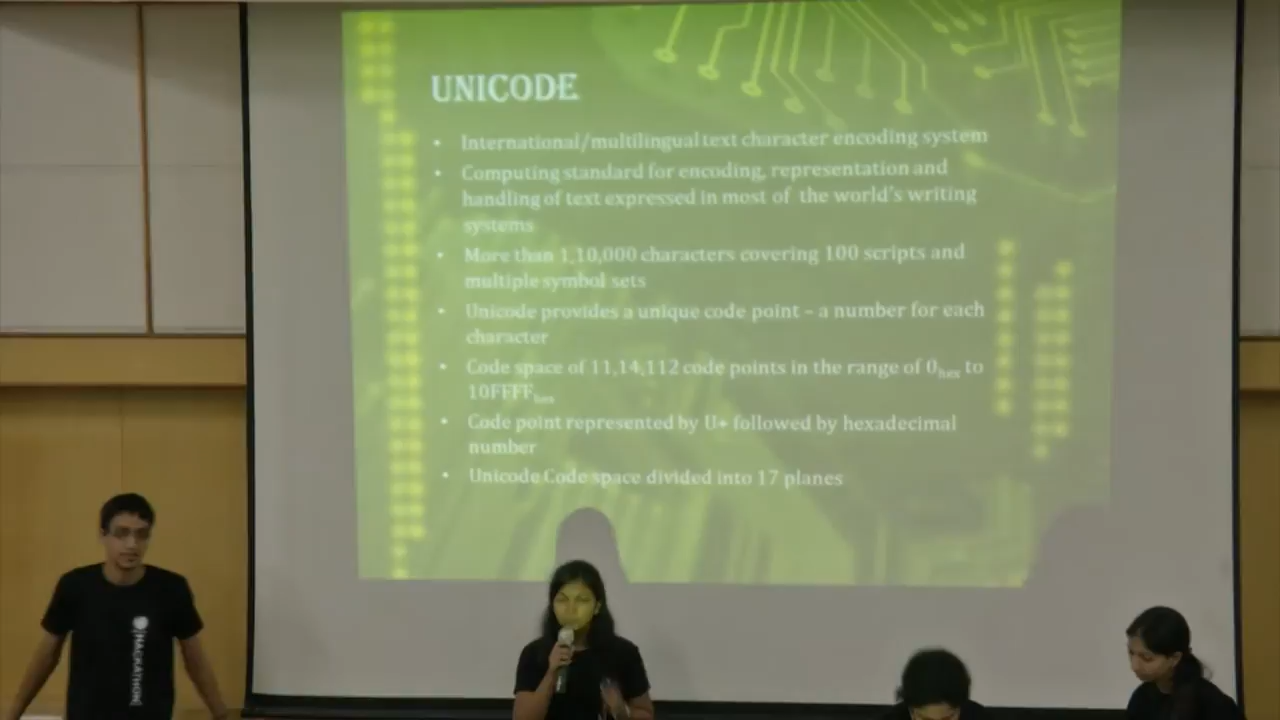 UNICODE
• International/multilingual text character encoding system
• Computing standard for encoding, representation and
handling of text expressed in most of the world's writing
systems
• More than 1,10,000 characters covering 100 scripts and
multiple symbol sets
• Unicode provides a unique code point – a number for each
character
• Code space of 11,14,112 code points in the range of 0hex to
10FFFFhex
• Code point represented by U+ followed by hexadecimal
number
• Unicode Code space divided into 17 planes
HACKATHON